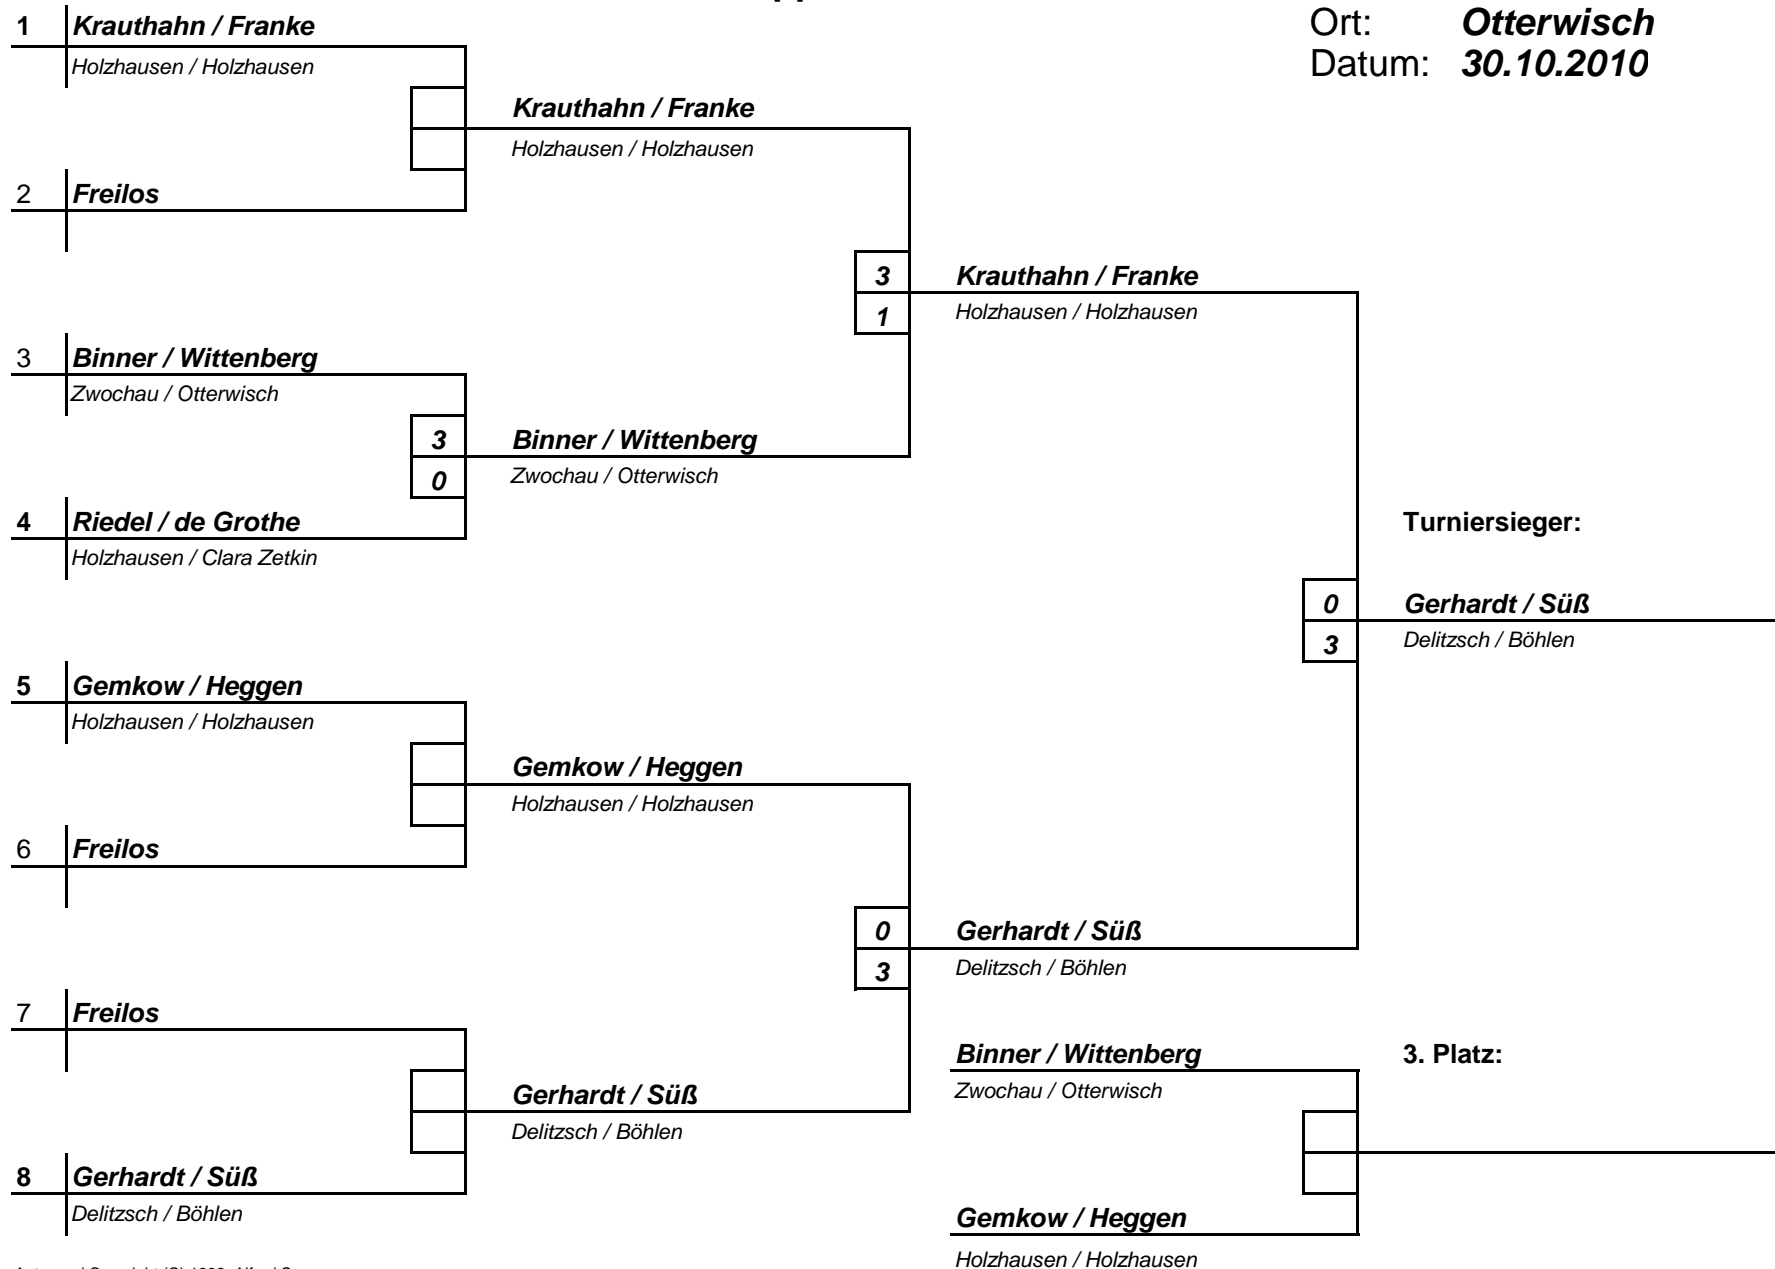 Ort: Otterwisch
Datum: 30.10.2010
1 Krauthahn / Franke
Holzhausen / Holzhausen
Krauthahn / Franke
Holzhausen / Holzhausen
2 Freilos
3 Krauthahn / Franke
1 Holzhausen / Holzhausen
3 Binner / Wittenberg
Zwochau / Otterwisch
3 Binner / Wittenberg
0 Zwochau / Otterwisch
4 Riedel / de Grothe
Holzhausen / Clara Zetkin
Turniersieger:
0 Gerhardt / Süß
3 Delitzsch / Böhlen
5 Gemkow / Heggen
Holzhausen / Holzhausen
Gemkow / Heggen
Holzhausen / Holzhausen
6 Freilos
0 Gerhardt / Süß
3 Delitzsch / Böhlen
7 Freilos
Binner / Wittenberg
Zwochau / Otterwisch
3. Platz:
Gerhardt / Süß
Delitzsch / Böhlen
8 Gerhardt / Süß
Delitzsch / Böhlen
Gemkow / Heggen
Holzhausen / Holzhausen